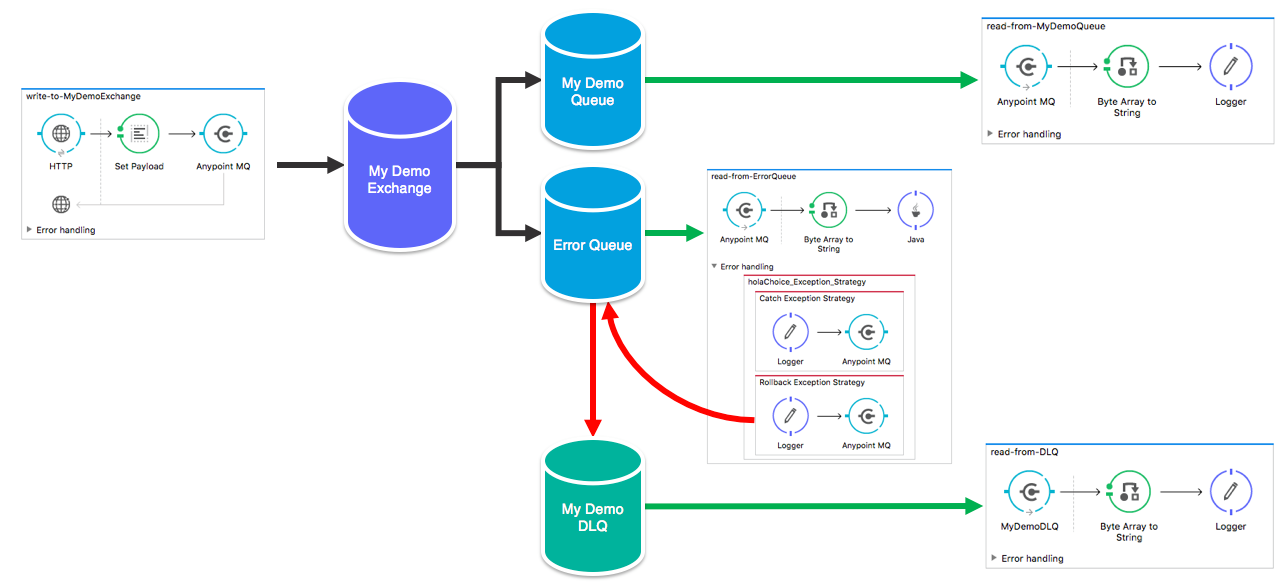 write-to-MyDemoExchange
HTTP
Set Payload
Anypoint MQ
Error handling
My Demo
Exchange
My Demo
Queue
Error Queue
My Demo
DLQ
read-from-MyDemoQueue
Anypoint MQ
Byte Array to
String
Logger
Error handling
read-from-ErrorQueue
Anypoint MQ
Byte Array to
String
Java
Error handling
holaChoice_Exception_Strategy
Catch Exception Strategy
Logger
Anypoint MQ
Rollback Exception Strategy
Logger
Anypoint MQ
read-from-DLQ
MyDemoDLQ
Byte Array to
String
Logger
Error handling